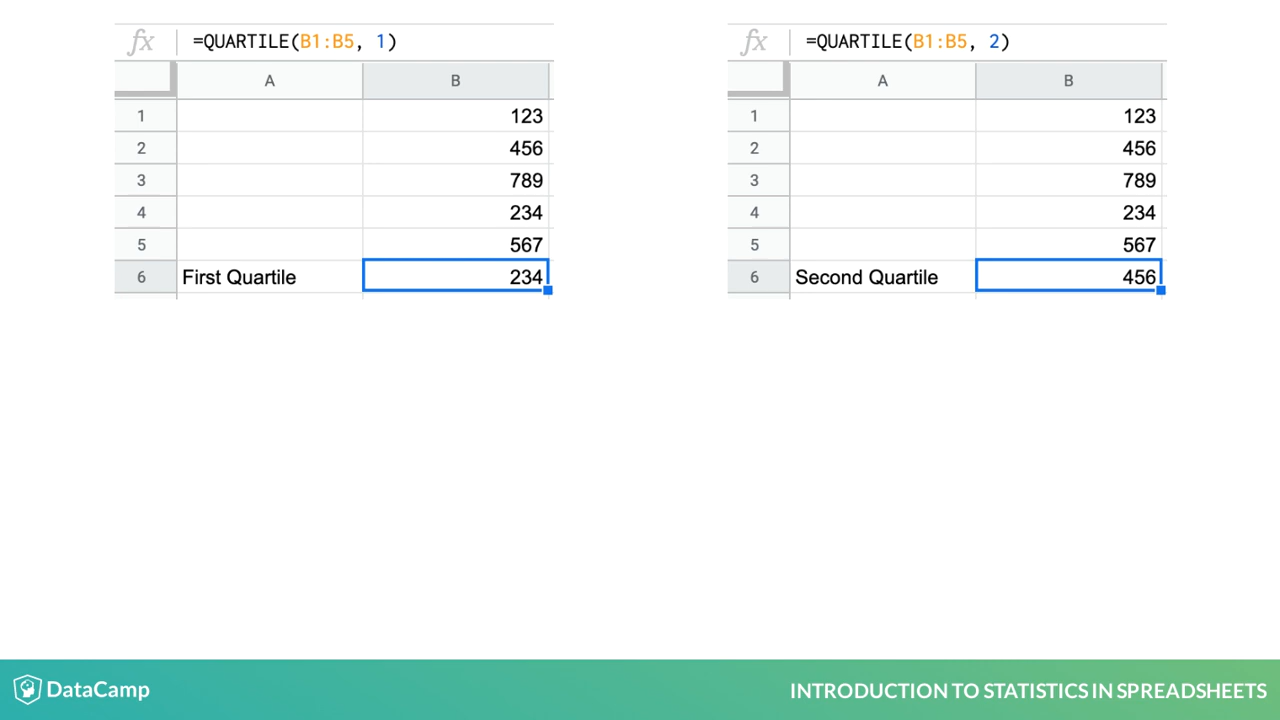 fx =QUARTILE(B1:B5, 1)
A B
1 123
2 456
3 789
4 234
5 567
6 First Quartile 234
fx =QUARTILE(B1:B5, 2)
A B
1 123
2 456
3 789
4 234
5 567
6 Second Quartile 456
DataCamp
INTRODUCTION TO STATISTICS IN SPREADSHEETS